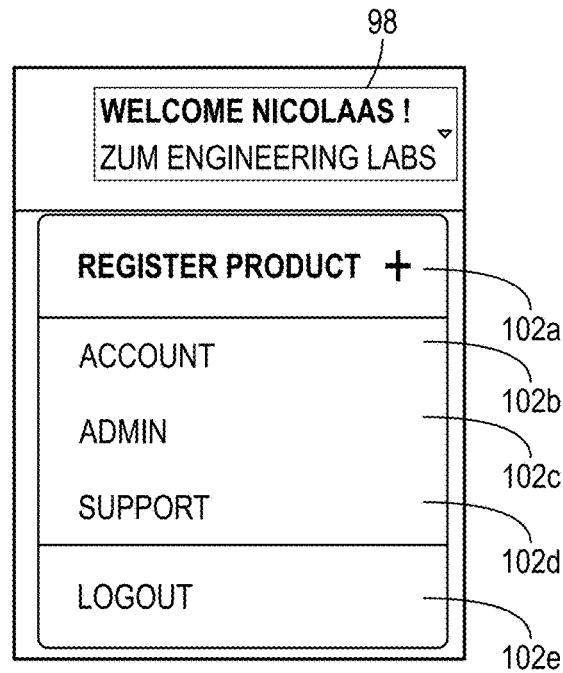 98
WELCOME NICOLAAS !
ZUM ENGINEERING LABS
REGISTER PRODUCT +
102a
ACCOUNT
102b
ADMIN
102c
SUPPORT
102d
LOGOUT
102e